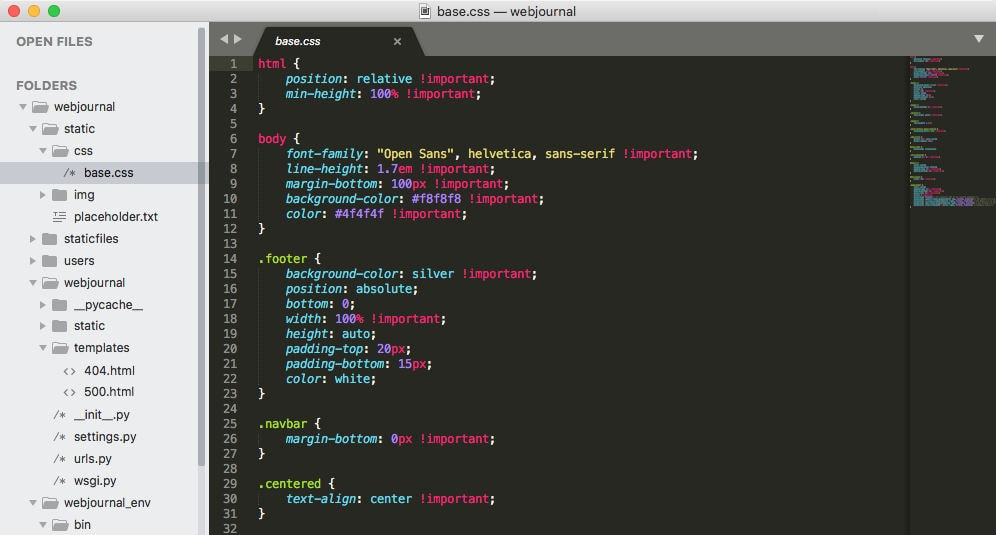 base.css — webjournal
OPEN FILES
FOLDERS
webjournal
static
css
/* base.css
img
placeholder.txt
staticfiles
users
webjournal
__pycache__
static
templates
<> 404.html
<> 500.html
/* __init__.py
/* settings.py
/* urls.py
/* wsgi.py
webjournal_env
bin
base.css ×
1 html {
2     position: relative !important;
3     min-height: 100% !important;
4 }
5
6 body {
7     font-family: "Open Sans", helvetica, sans-serif !important;
8     line-height: 1.7em !important;
9     margin-bottom: 100px !important;
10     background-color: #f8f8f8 !important;
11     color: #4f4f4f !important;
12 }
13
14 .footer {
15     background-color: silver !important;
16     position: absolute;
17     bottom: 0;
18     width: 100% !important;
19     height: auto;
20     padding-top: 20px;
21     padding-bottom: 15px;
22     color: white;
23 }
24
25 .navbar {
26     margin-bottom: 0px !important;
27 }
28
29 .centered {
30     text-align: center !important;
31 }
32